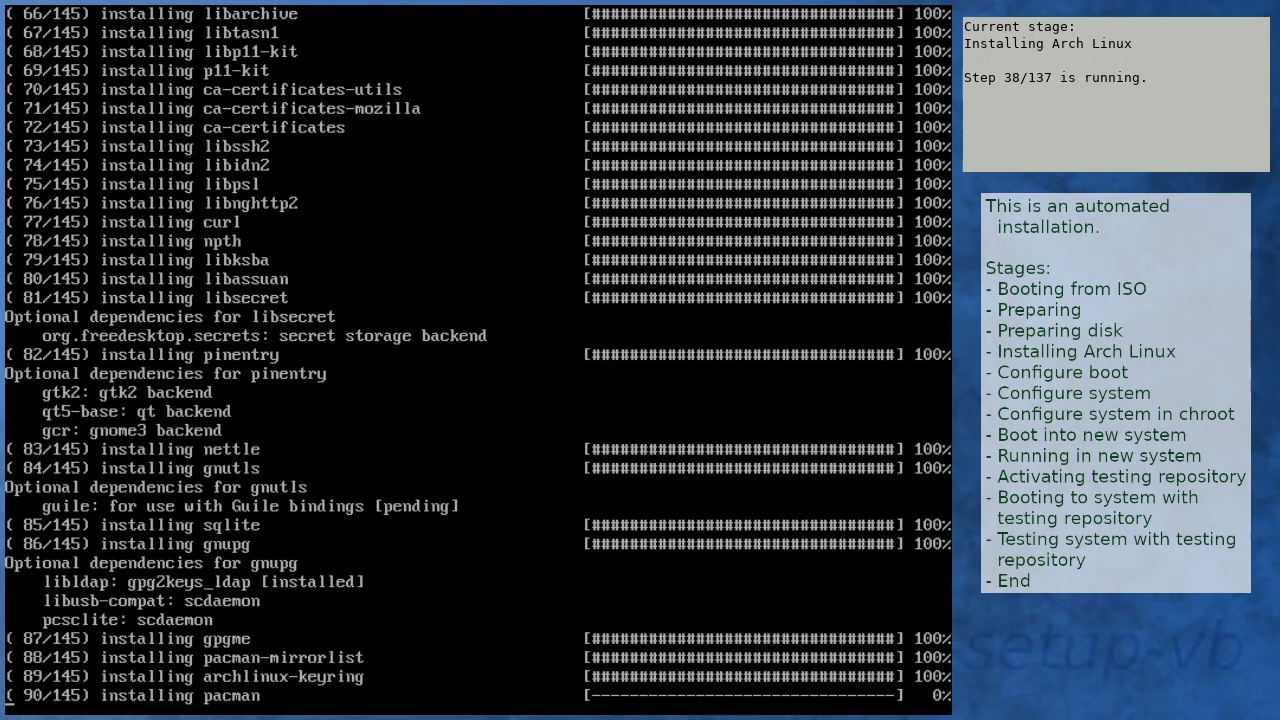 ( 66/145) installing libarchive [################################] 100%
( 67/145) installing libtasn1 [################################] 100%
( 68/145) installing libp11-kit [################################] 100%
( 69/145) installing p11-kit [################################] 100%
( 70/145) installing ca-certificates-utils [################################] 100%
( 71/145) installing ca-certificates-mozilla [################################] 100%
( 72/145) installing ca-certificates [################################] 100%
( 73/145) installing libssh2 [################################] 100%
( 74/145) installing libidn2 [################################] 100%
( 75/145) installing libpsl [################################] 100%
( 76/145) installing libnghttp2 [################################] 100%
( 77/145) installing curl [################################] 100%
( 78/145) installing npth [################################] 100%
( 79/145) installing libksba [################################] 100%
( 80/145) installing libassuan [################################] 100%
( 81/145) installing libsecret [################################] 100%
Optional dependencies for libsecret
org.freedesktop.secrets: secret storage backend
( 82/145) installing pinentry [################################] 100%
Optional dependencies for pinentry
gtk2: gtk2 backend
qt5-base: qt backend
gcr: gnome3 backend
( 83/145) installing nettle [################################] 100%
( 84/145) installing gnutls [################################] 100%
Optional dependencies for gnutls
guile: for use with Guile bindings [pending]
( 85/145) installing sqlite [################################] 100%
( 86/145) installing gnupg [################################] 100%
Optional dependencies for gnupg
libldap: gpg2keys_ldap [installed]
libusb-compat: scdaemon
pcsclite: scdaemon
( 87/145) installing gpgme [################################] 100%
( 88/145) installing pacman-mirrorlist [################################] 100%
( 89/145) installing archlinux-keyring [################################] 100%
( 90/145) installing pacman [--------------------------------] 0%
Current stage:
Installing Arch Linux
Step 38/137 is running.
This is an automated
installation.
Stages:
- Booting from ISO
- Preparing
- Preparing disk
- Installing Arch Linux
- Configure boot
- Configure system
- Configure system in chroot
- Boot into new system
- Running in new system
- Activating testing repository
- Booting to system with
testing repository
- Testing system with testing
repository
- End
setup-vb